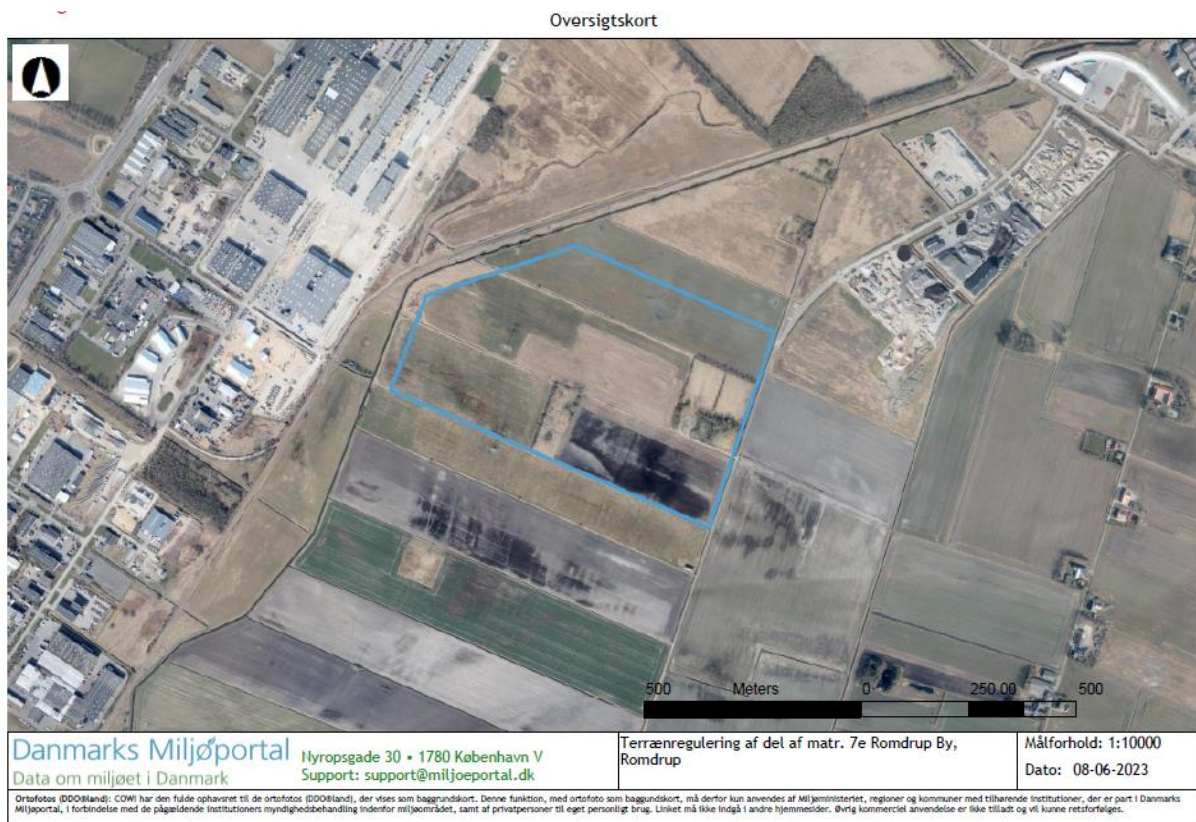 Oversigtskort
500 Meters 0 250.00 500
Danmarks Miljøportal
Data om miljøet i Danmark
Nyropsgade 30 • 1780 København V
Support: support@miljoeportal.dk
Terrænregulering af del af matr. 7e Romdrup By,
Romdrup
Målforhold: 1:10000
Dato: 08-06-2023
Ortofotos (DDO®land): COWI har den fulde ophavsret til de ortofotos (DDO®land), der vises som baggrundskort. Denne funktion, med ortofoto som baggundskort, må derfor kun anvendes af Miljøministeriet, regioner og kommuner med tilhørende institutioner, der er part i Danmarks
Miljøportal, i forbindelse med de pågældende institutioners myndighedsbehandling indenfor miljøområdet, samt af privatpersoner til eget personligt brug. Linket må ikke indgå i andre hjemmesider. Øvrig kommerciel anvendelse er ikke tilladt og vil kunne retsforfølges.